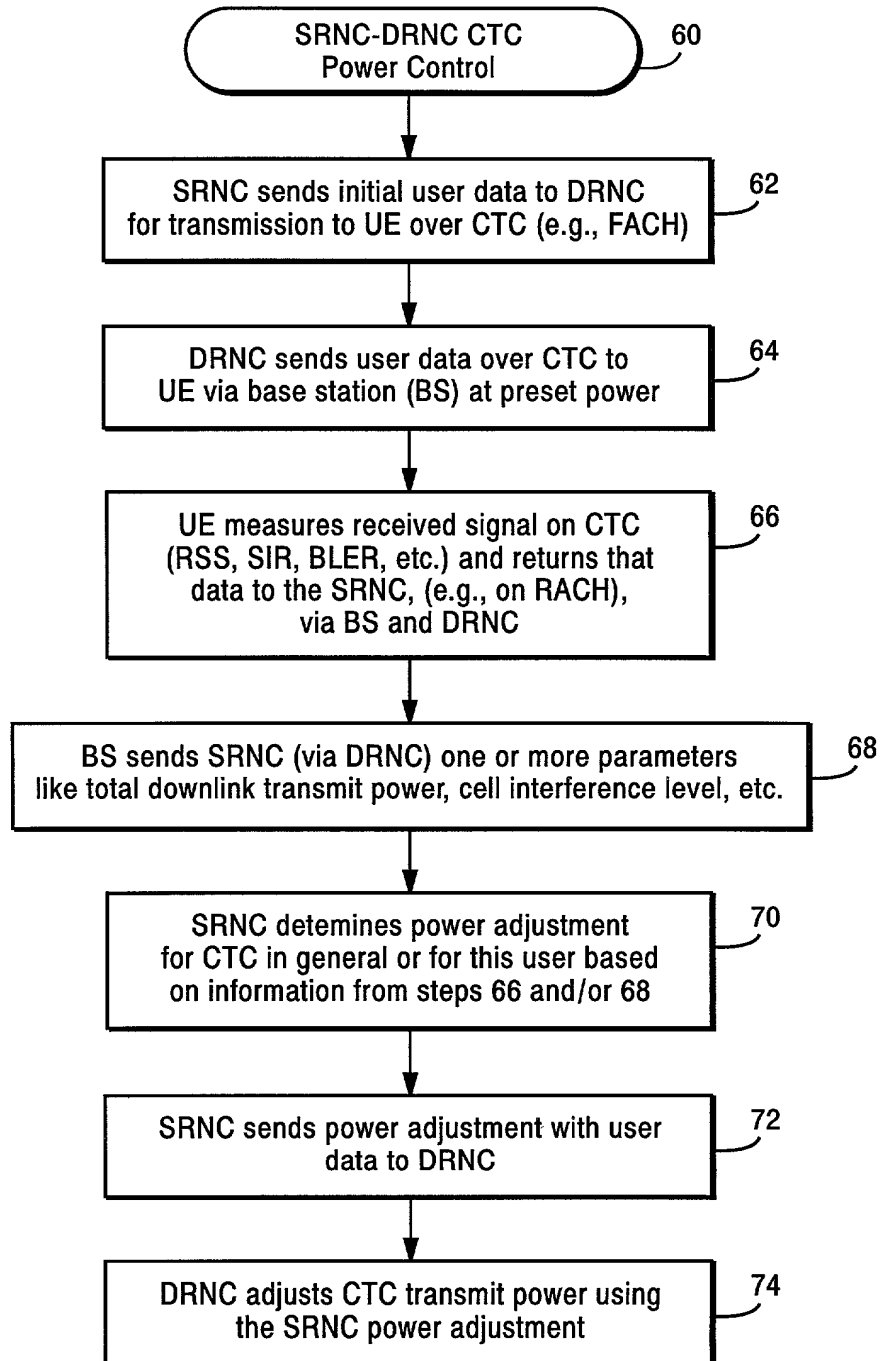 SRNC-DRNC CTC
Power Control
60
SRNC sends initial user data to DRNC
for transmission to UE over CTC (e.g., FACH)
62
DRNC sends user data over CTC to
UE via base station (BS) at preset power
64
UE measures received signal on CTC
(RSS, SIR, BLER, etc.) and returns that
data to the SRNC, (e.g., on RACH),
via BS and DRNC
66
BS sends SRNC (via DRNC) one or more parameters
like total downlink transmit power, cell interference level, etc.
68
SRNC detemines power adjustment
for CTC in general or for this user based
on information from steps 66 and/or 68
70
SRNC sends power adjustment with user
data to DRNC
72
DRNC adjusts CTC transmit power using
the SRNC power adjustment
74